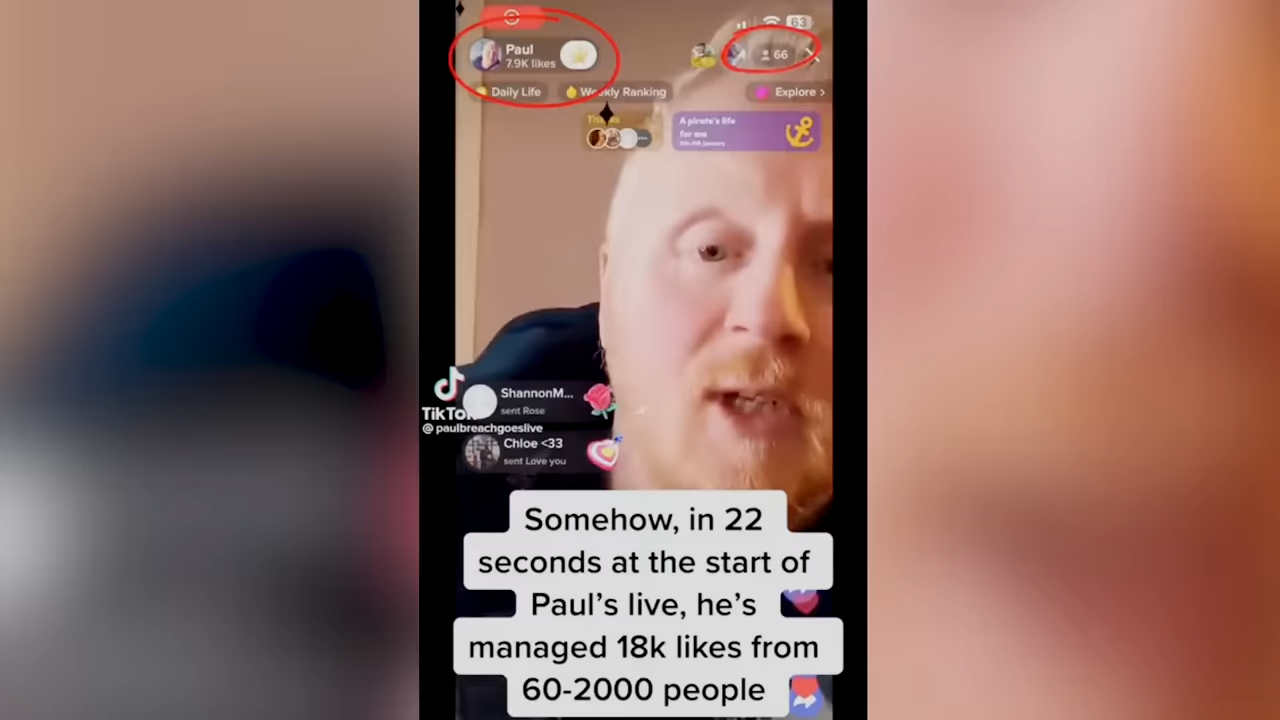 63
Paul
7.9K likes
66
Daily Life
Weekly Ranking
Explore >
A pirate's life
for me
ShannonM...
sent Rose
TikTok
@paulbreachgoeslive
Chloe <33
sent Love you
Somehow, in 22
seconds at the start of
Paul's live, he's
managed 18k likes from
60-2000 people